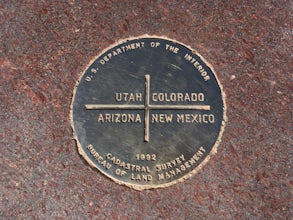 U.S. DEPARTMENT OF THE INTERIOR
UTAH COLORADO
ARIZONA NEW MEXICO
1992
CADASTRAL SURVEY
BUREAU OF LAND MANAGEMENT